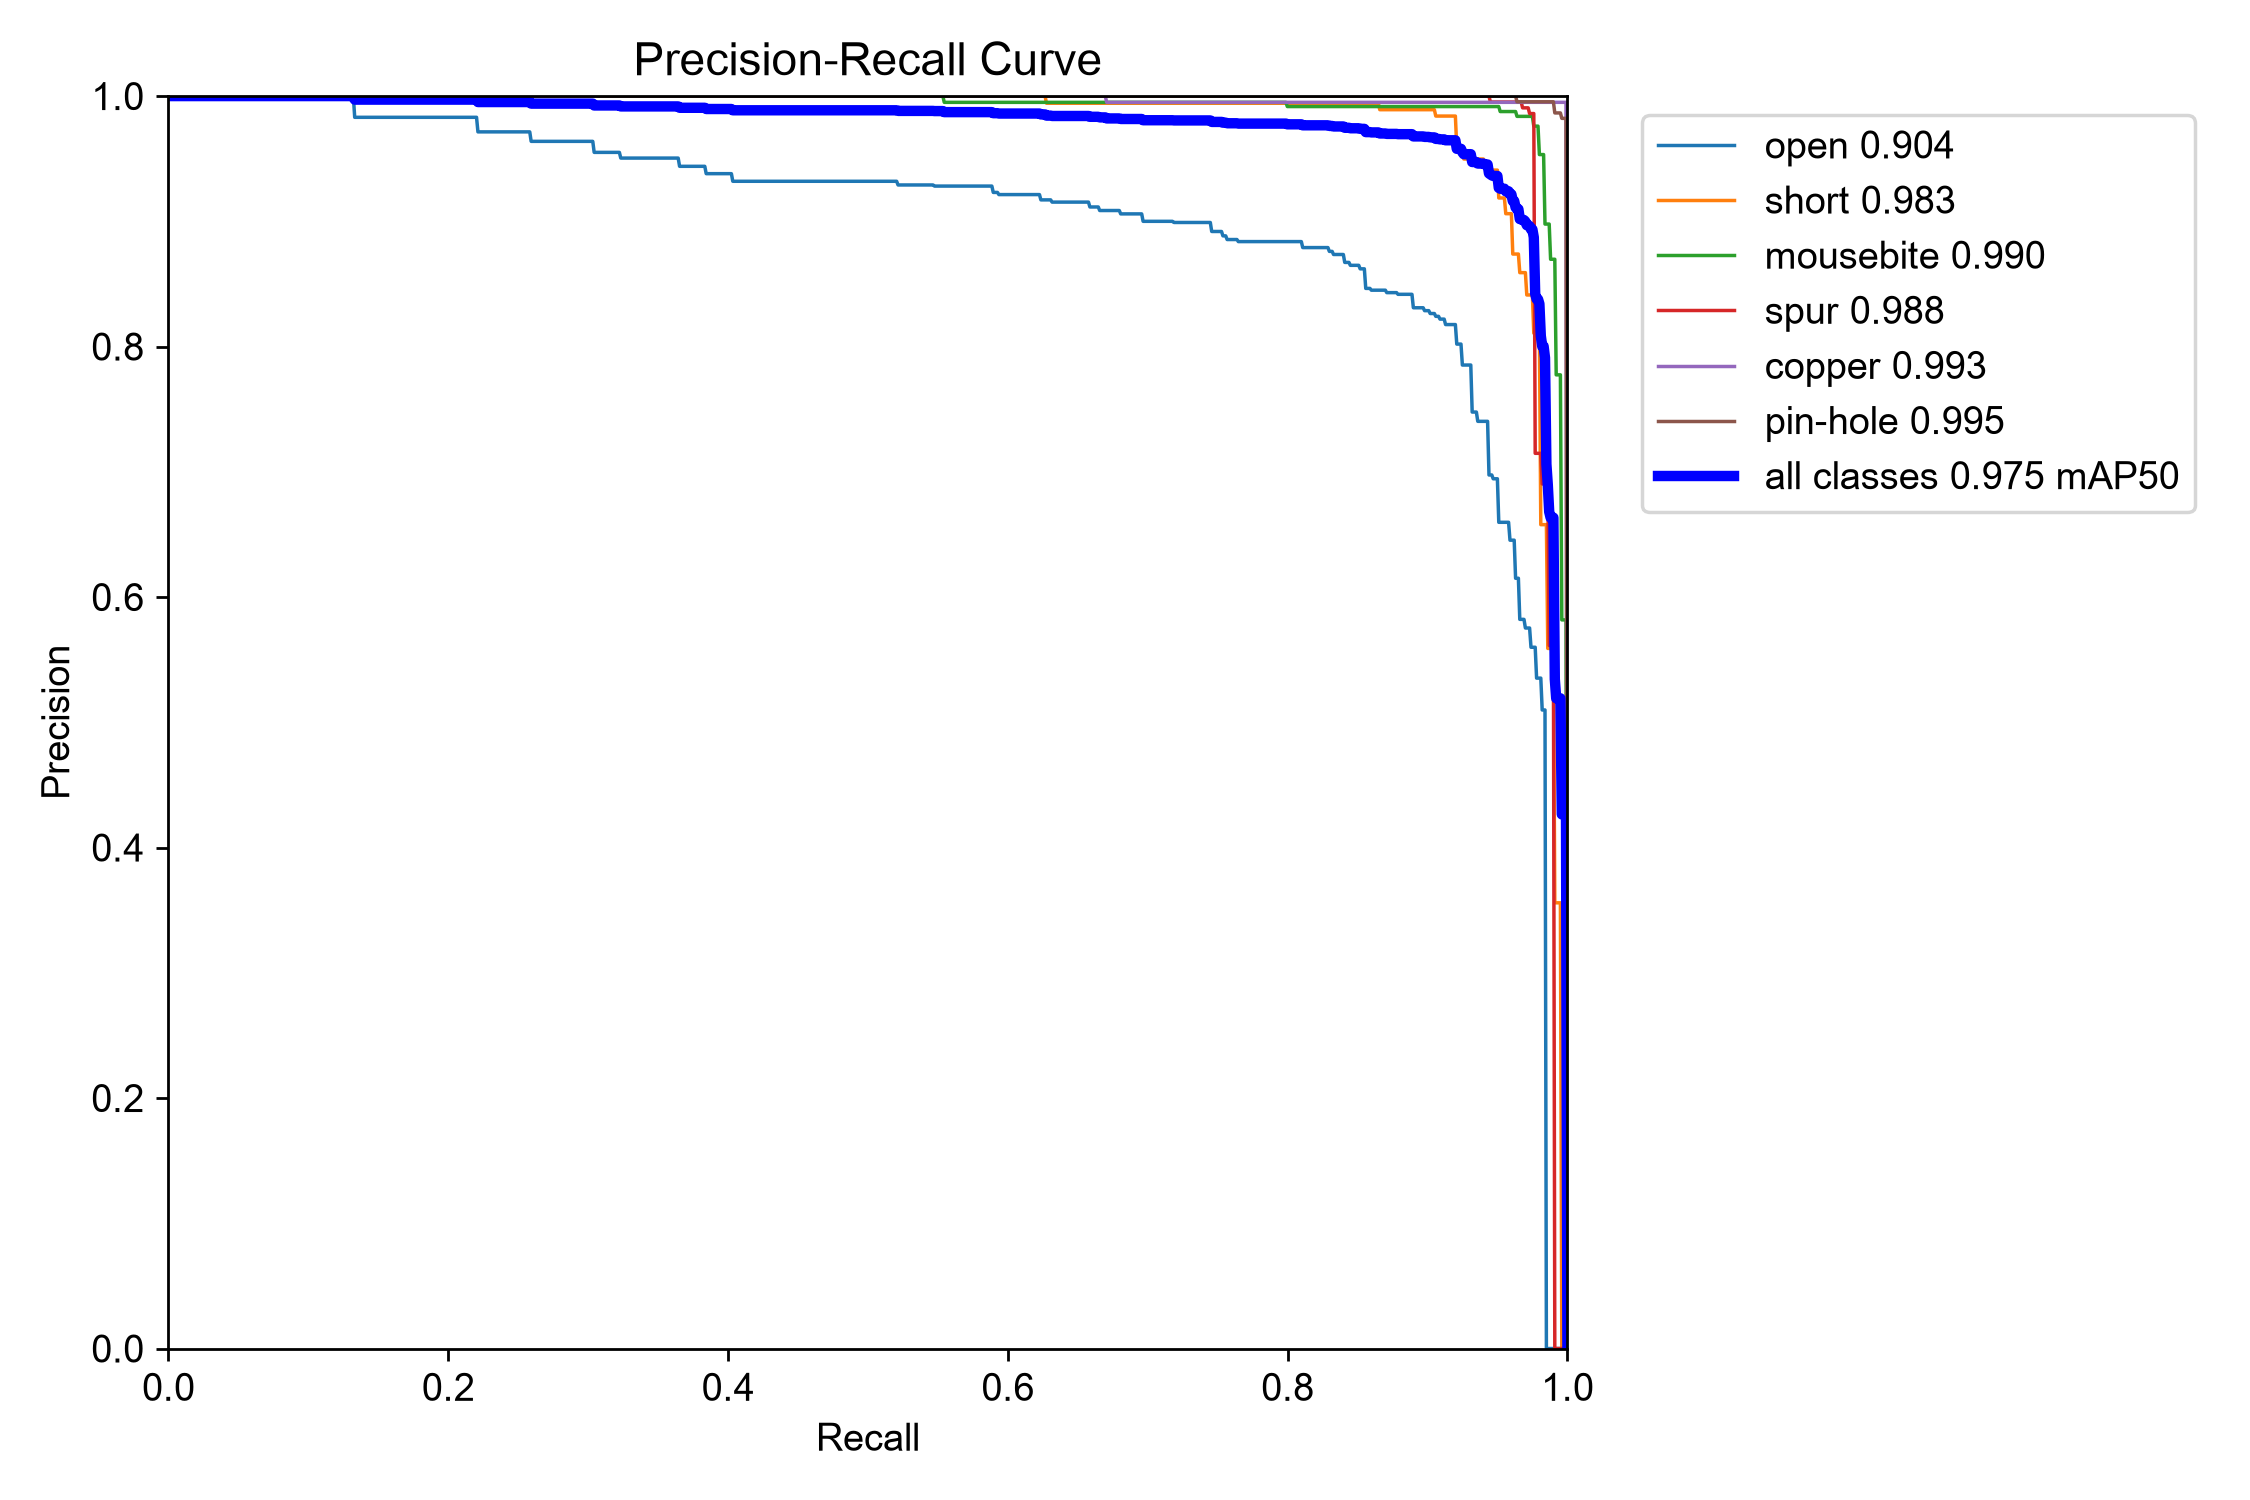 Precision-Recall Curve
1.0
0.8
0.6
0.4
0.2
0.0
Precision
0.0 0.2 0.4 0.6 0.8 1.0
Recall
open 0.904
short 0.983
mousebite 0.990
spur 0.988
copper 0.993
pin-hole 0.995
all classes 0.975 mAP50